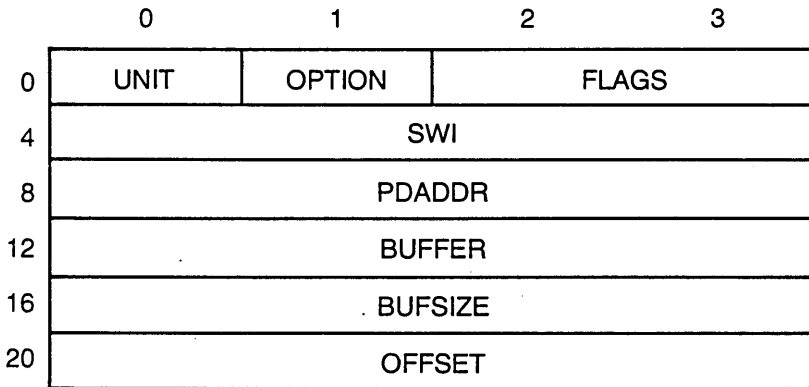 0 1 2 3
0 UNIT OPTION FLAGS
4 SWI
8 PDADDR
12 BUFFER
16 BUFSIZE
20 OFFSET